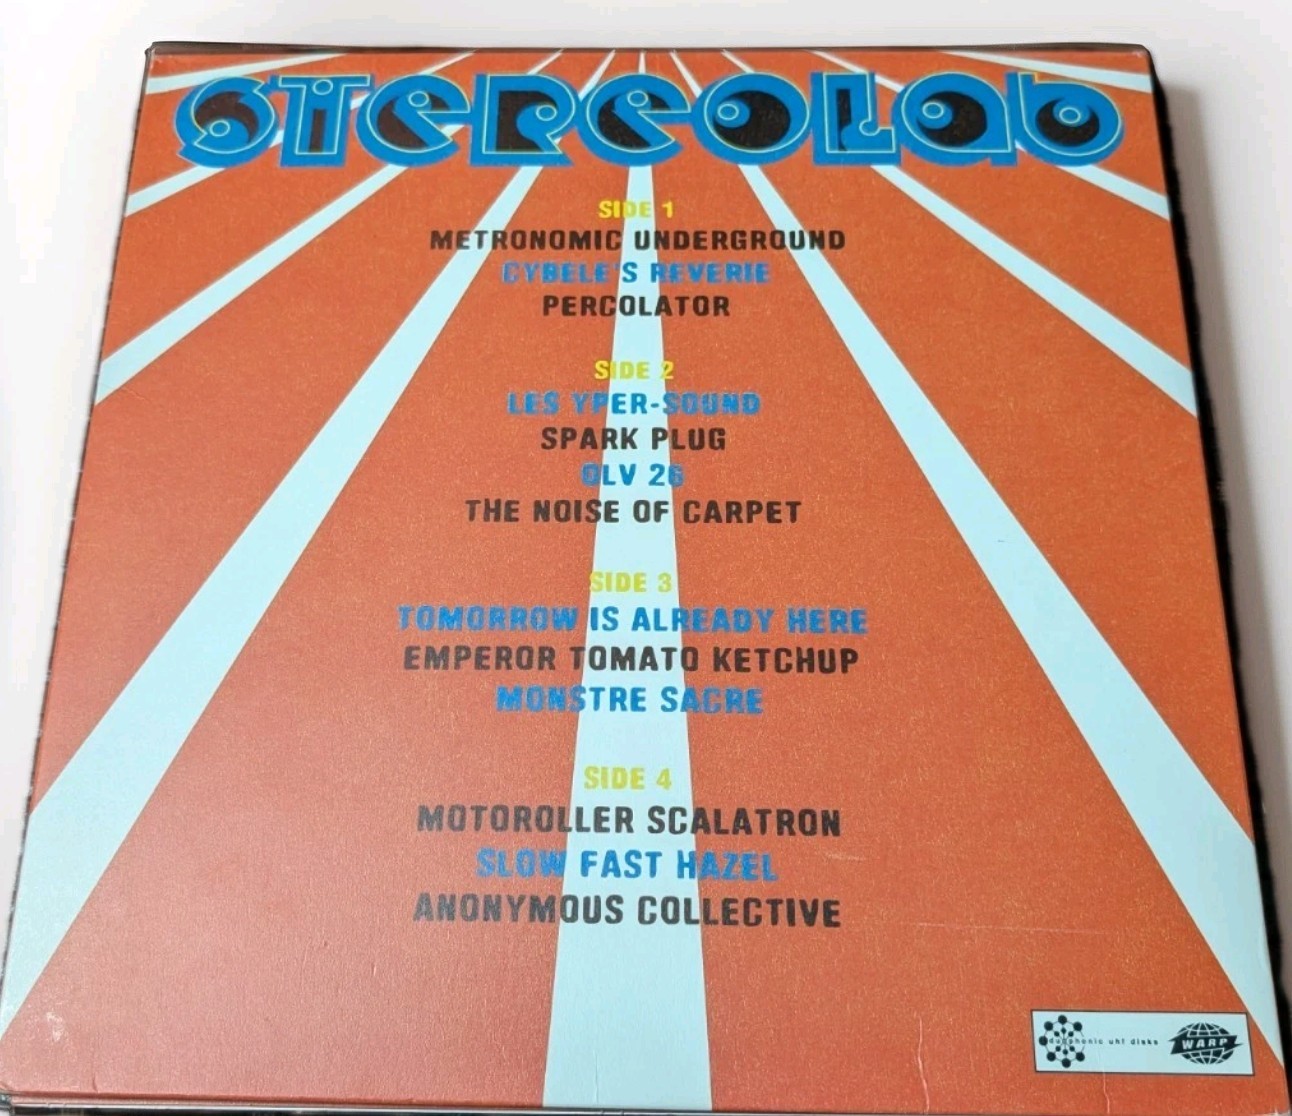 STEREOLAB
SIDE 1
METRONOMIC UNDERGROUND
CYBELE'S REVERIE
PERCOLATOR
SIDE 2
LES YPER-SOUND
SPARK PLUG
OLV 26
THE NOISE OF CARPET
SIDE 3
TOMORROW IS ALREADY HERE
EMPEROR TOMATO KETCHUP
MONSTRE SACRE
SIDE 4
MOTOROLLER SCALATRON
SLOW FAST HAZEL
ANONYMOUS COLLECTIVE
duophonic uhf disks
WARP